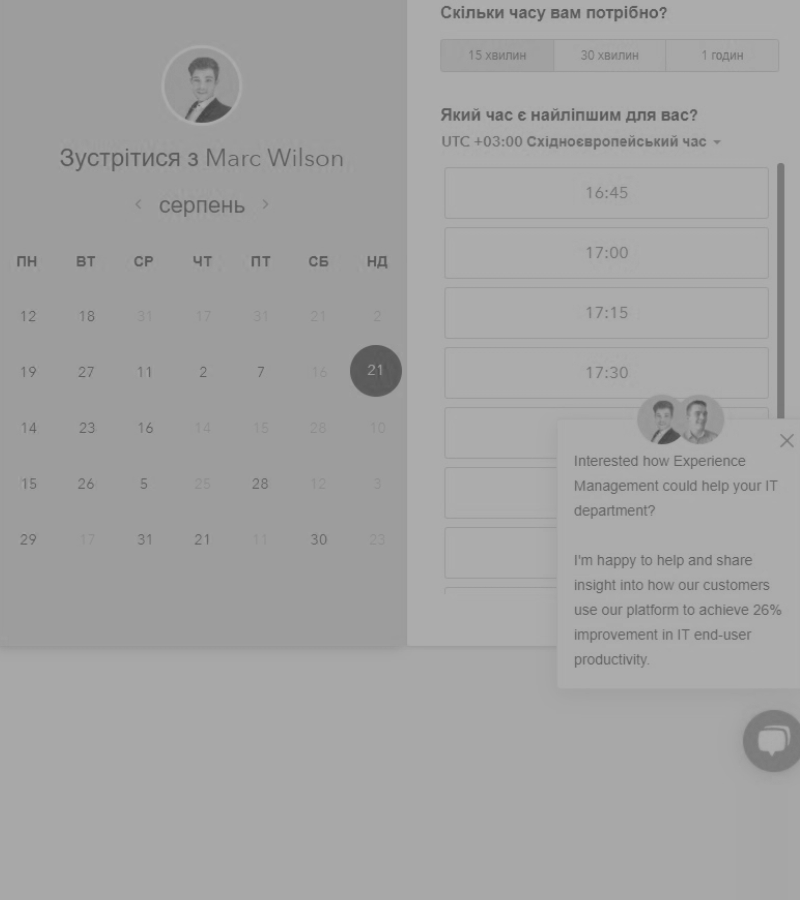 Зустрітися з Marc Wilson
серпень
ПН ВТ СР ЧТ ПТ СБ НД
12 18 31 17 31 21 2
19 27 11 2 7 16 21
14 23 16 14 15 28 10
15 26 5 25 28 12 3
29 17 31 21 11 30 23
Скільки часу вам потрібно?
15 хвилин 30 хвилин 1 годин
Який час є найліпшим для вас?
UTC +03:00 Східноєвропейський час
16:45
17:00
17:15
17:30
Interested how Experience
Management could help your IT
department?
I'm happy to help and share
insight into how our customers
use our platform to achieve 26%
improvement in IT end-user
productivity.